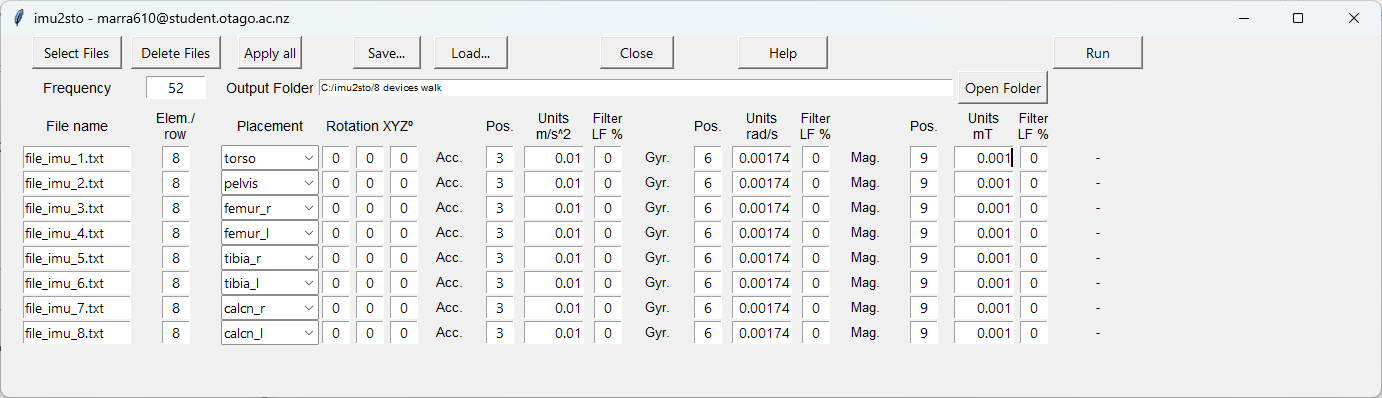 imu2sto - marra610@student.otago.ac.nz
Select Files Delete Files Apply all Save... Load... Close Help Run
Frequency 52 Output Folder C:/imu2sto/8 devices walk Open Folder
File name Elem./ row Placement Rotation XYZº Pos. Units m/s^2 Filter LF % Pos. Units rad/s Filter LF % Pos. Units mT Filter LF %
file_imu_1.txt 8 torso 0 0 0 Acc. 3 0.01 0 Gyr. 6 0.00174 0 Mag. 9 0.001 0 -
file_imu_2.txt 8 pelvis 0 0 0 Acc. 3 0.01 0 Gyr. 6 0.00174 0 Mag. 9 0.001 0 -
file_imu_3.txt 8 femur_r 0 0 0 Acc. 3 0.01 0 Gyr. 6 0.00174 0 Mag. 9 0.001 0 -
file_imu_4.txt 8 femur_l 0 0 0 Acc. 3 0.01 0 Gyr. 6 0.00174 0 Mag. 9 0.001 0 -
file_imu_5.txt 8 tibia_r 0 0 0 Acc. 3 0.01 0 Gyr. 6 0.00174 0 Mag. 9 0.001 0 -
file_imu_6.txt 8 tibia_l 0 0 0 Acc. 3 0.01 0 Gyr. 6 0.00174 0 Mag. 9 0.001 0 -
file_imu_7.txt 8 calcn_r 0 0 0 Acc. 3 0.01 0 Gyr. 6 0.00174 0 Mag. 9 0.001 0 -
file_imu_8.txt 8 calcn_l 0 0 0 Acc. 3 0.01 0 Gyr. 6 0.00174 0 Mag. 9 0.001 0 -